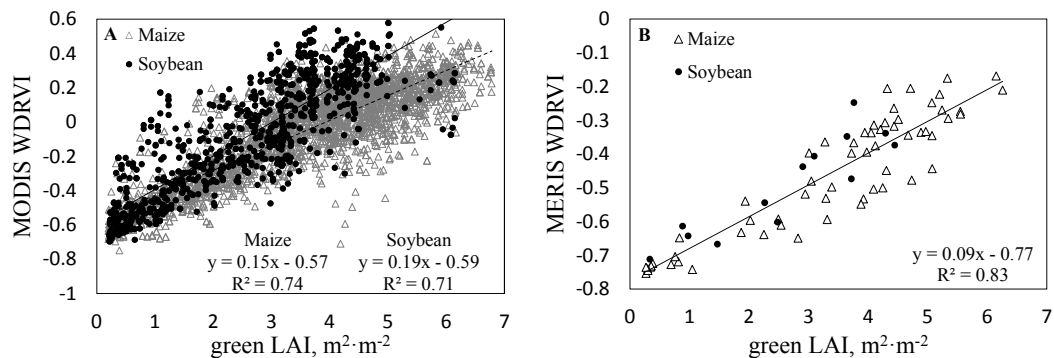 A
Maize
Soybean
MODIS WDRVI
0.6
0.4
0.2
0
-0.2
-0.4
-0.6
-0.8
-1
Maize Soybean
y = 0.15x - 0.57 y = 0.19x - 0.59
R² = 0.74 R² = 0.71
0 1 2 3 4 5 6 7
green LAI, m²·m⁻²
B
Maize
Soybean
MERIS WDRVI
0
-0.1
-0.2
-0.3
-0.4
-0.5
-0.6
-0.7
-0.8
y = 0.09x - 0.77
R² = 0.83
0 1 2 3 4 5 6 7
green LAI, m²·m⁻²